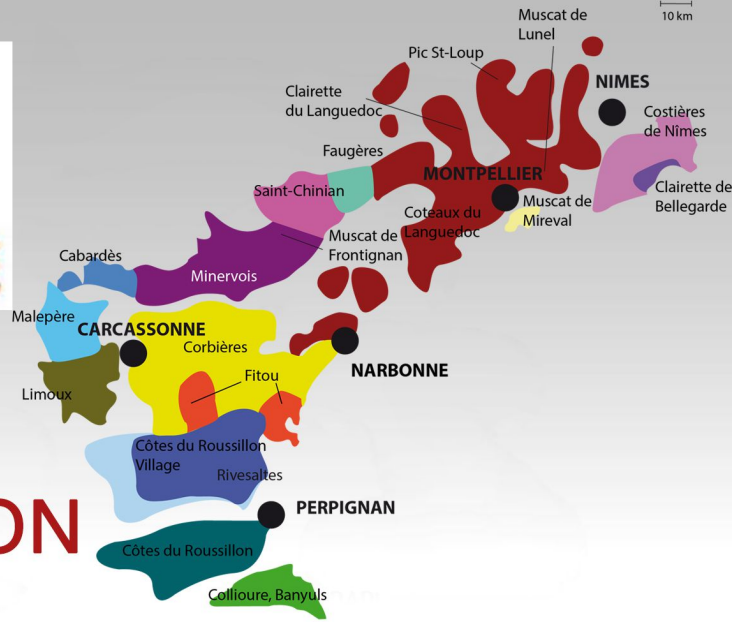 10 km
Muscat de
Lunel
Pic St-Loup
NIMES
Clairette
du Languedoc
Costières
de Nîmes
Faugères
MONTPELLIER
Saint-Chinian
Clairette de
Bellegarde
Muscat de
Mireval
Coteaux du
Languedoc
Muscat de
Frontignan
Cabardès
Minervois
Malepère
CARCASSONNE
Corbières
NARBONNE
Fitou
Limoux
Côtes du Roussillon
Village
Rivesaltes
ON
PERPIGNAN
Côtes du Roussillon
Collioure, Banyuls